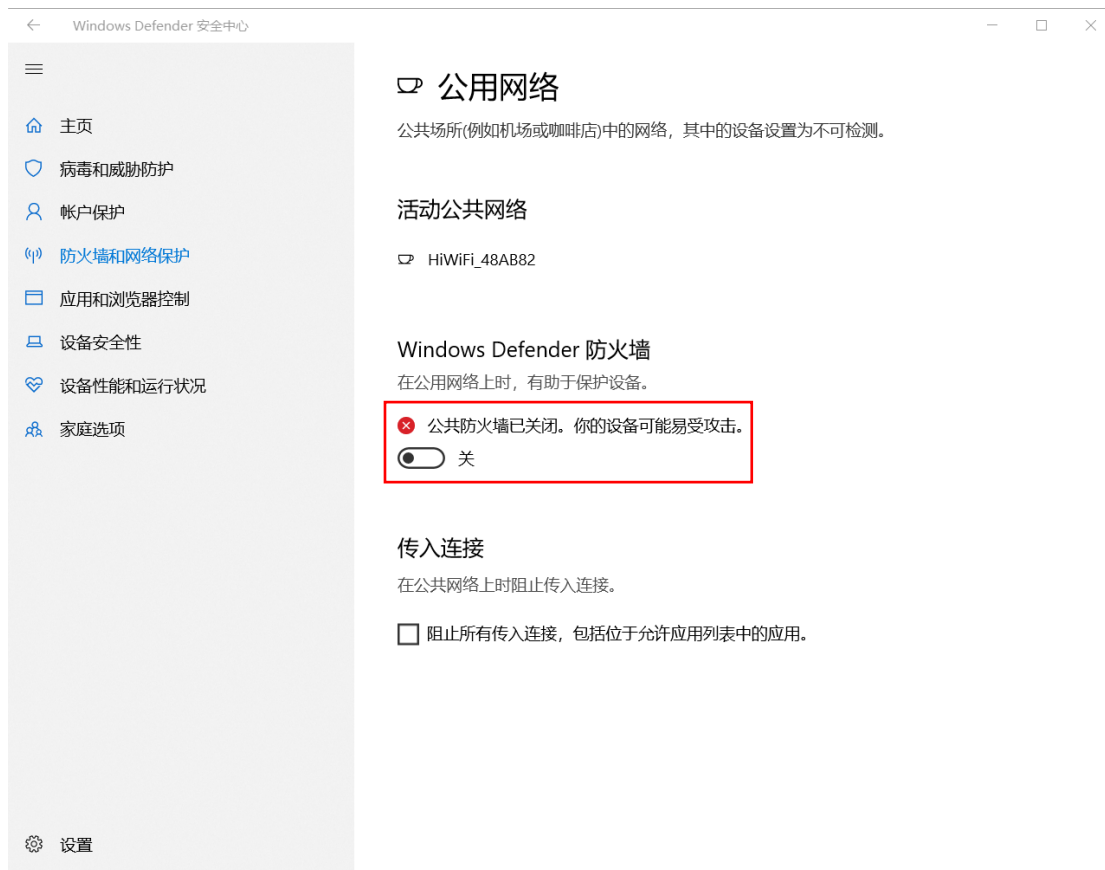 Windows Defender 安全中心
主页
病毒和威胁防护
帐户保护
防火墙和网络保护
应用和浏览器控制
设备安全性
设备性能和运行状况
家庭选项
设置
公用网络
公共场所(例如机场或咖啡店)中的网络，其中的设备设置为不可检测。
活动公共网络
HiWiFi_48AB82
Windows Defender 防火墙
在公用网络上时，有助于保护设备。
公共防火墙已关闭。你的设备可能易受攻击。
关
传入连接
在公共网络上时阻止传入连接。
阻止所有传入连接，包括位于允许应用列表中的应用。